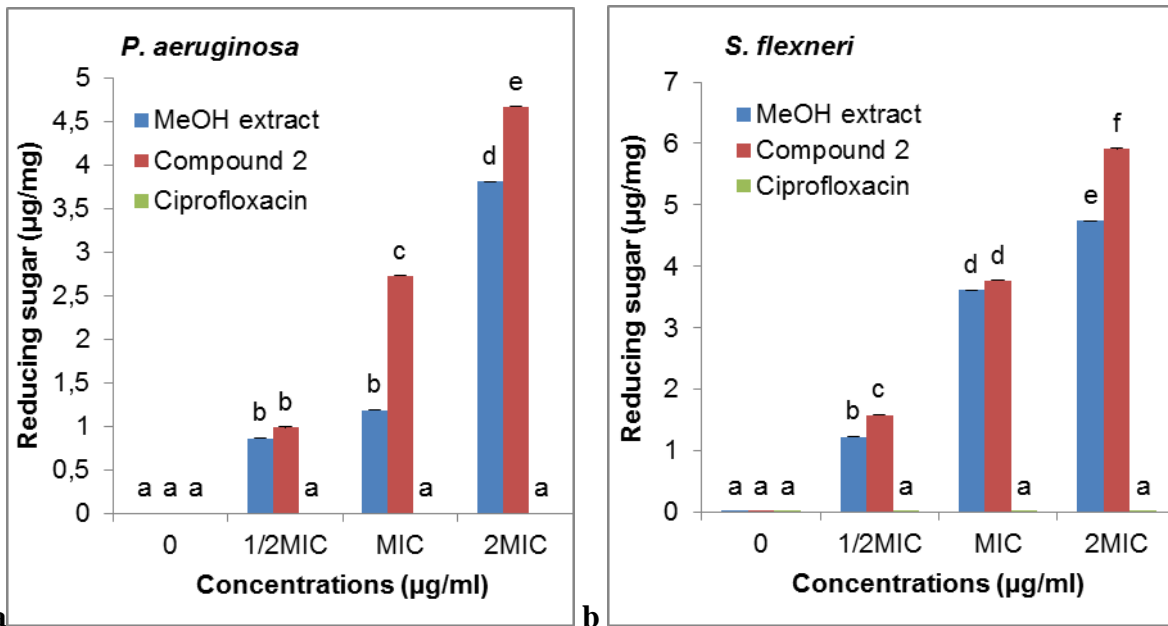 P. aeruginosa
5
4,5
4
3,5
3
2,5
2
1,5
1
0,5
0
Reducing sugar (µg/mg)
MeOH extract
Compound 2
Ciprofloxacin
a a a
b b a
b c a
d e a
0 1/2MIC MIC 2MIC
Concentrations (µg/ml)
a
S. flexneri
7
6
5
4
3
2
1
0
Reducing sugar (µg/mg)
MeOH extract
Compound 2
Ciprofloxacin
a a a
b c a
d d a
e f a
0 1/2MIC MIC 2MIC
Concentrations (µg/ml)
b